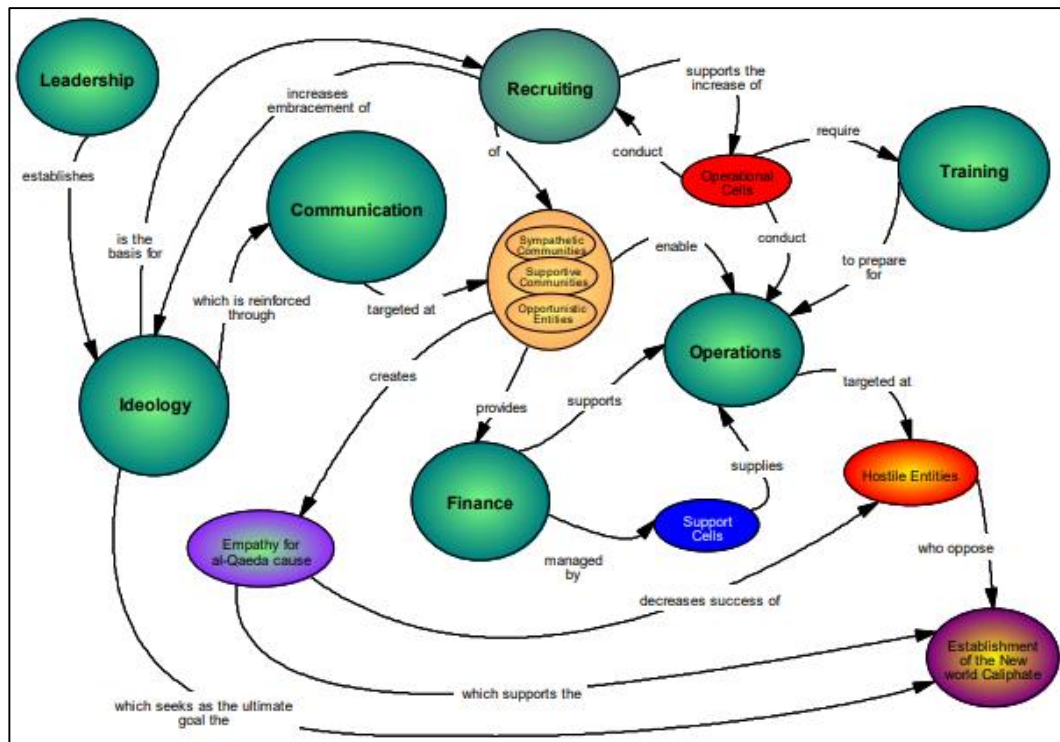 Leadership
Recruiting
supports the
increase of
increases
embracement of
require
of
conduct
Operational
Cells
Training
establishes
Communication
is the
basis for
Sympathetic
Communities
Supportive
Communities
Opportunistic
Entities
enable
conduct
to prepare
for
which is reinforced
through
targeted at
Operations
Ideology
creates
provides
supports
targeted at
Finance
supplies
Hostile Entities
Support
Cells
Empathy for
al-Qaeda cause
managed
by
who oppose
decreases success of
Establishment
of the New
world Caliphate
which supports the
which seeks as the ultimate
goal the